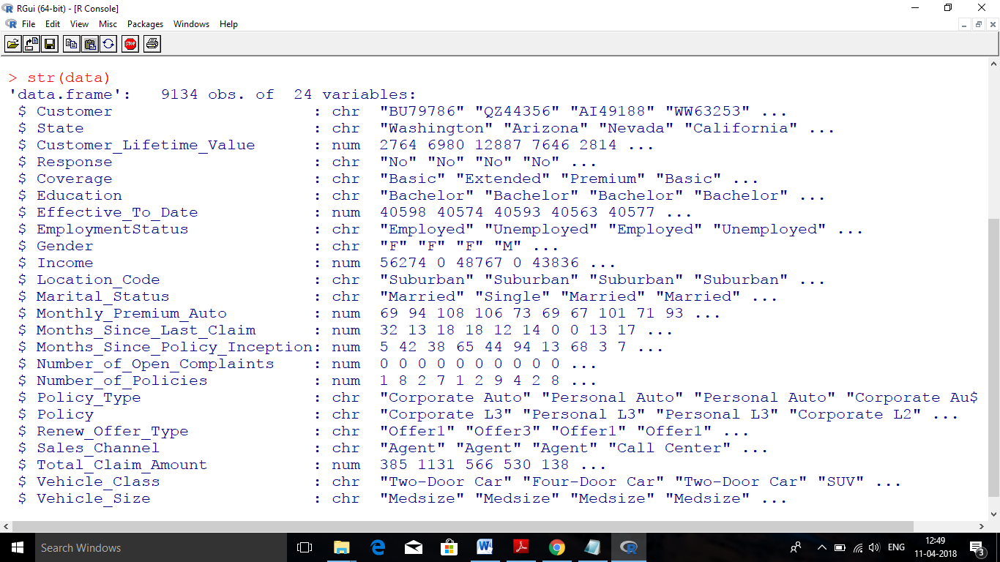 RGui (64-bit) - [R Console]
File Edit View Misc Packages Windows Help
STOP
> str(data)
'data.frame':   9134 obs. of  24 variables:
 $ Customer                     : chr  "BU79786" "QZ44356" "AI49188" "WW63253" ...
 $ State                        : chr  "Washington" "Arizona" "Nevada" "California" ...
 $ Customer_Lifetime_Value      : num  2764 6980 12887 7646 2814 ...
 $ Response                     : chr  "No" "No" "No" "No" ...
 $ Coverage                     : chr  "Basic" "Extended" "Premium" "Basic" ...
 $ Education                    : chr  "Bachelor" "Bachelor" "Bachelor" "Bachelor" ...
 $ Effective_To_Date            : num  40598 40574 40593 40563 40577 ...
 $ EmploymentStatus             : chr  "Employed" "Unemployed" "Employed" "Unemployed" ...
 $ Gender                       : chr  "F" "F" "F" "M" ...
 $ Income                       : num  56274 0 48767 0 43836 ...
 $ Location_Code                : chr  "Suburban" "Suburban" "Suburban" "Suburban" ...
 $ Marital_Status               : chr  "Married" "Single" "Married" "Married" ...
 $ Monthly_Premium_Auto         : num  69 94 108 106 73 69 67 101 71 93 ...
 $ Months_Since_Last_Claim      : num  32 13 18 18 12 14 0 0 13 17 ...
 $ Months_Since_Policy_Inception: num  5 42 38 65 44 94 13 68 3 7 ...
 $ Number_of_Open_Complaints    : num  0 0 0 0 0 0 0 0 0 0 ...
 $ Number_of_Policies           : num  1 8 2 7 1 2 9 4 2 8 ...
 $ Policy_Type                  : chr  "Corporate Auto" "Personal Auto" "Personal Auto" "Corporate Au$
 $ Policy                       : chr  "Corporate L3" "Personal L3" "Personal L3" "Corporate L2" ...
 $ Renew_Offer_Type             : chr  "Offer1" "Offer3" "Offer1" "Offer1" ...
 $ Sales_Channel                : chr  "Agent" "Agent" "Agent" "Call Center" ...
 $ Total_Claim_Amount           : num  385 1131 566 530 138 ...
 $ Vehicle_Class                : chr  "Two-Door Car" "Four-Door Car" "Two-Door Car" "SUV" ...
 $ Vehicle_Size                 : chr  "Medsize" "Medsize" "Medsize" "Medsize" ...
Search Windows
ENG
12:49
11-04-2018
3